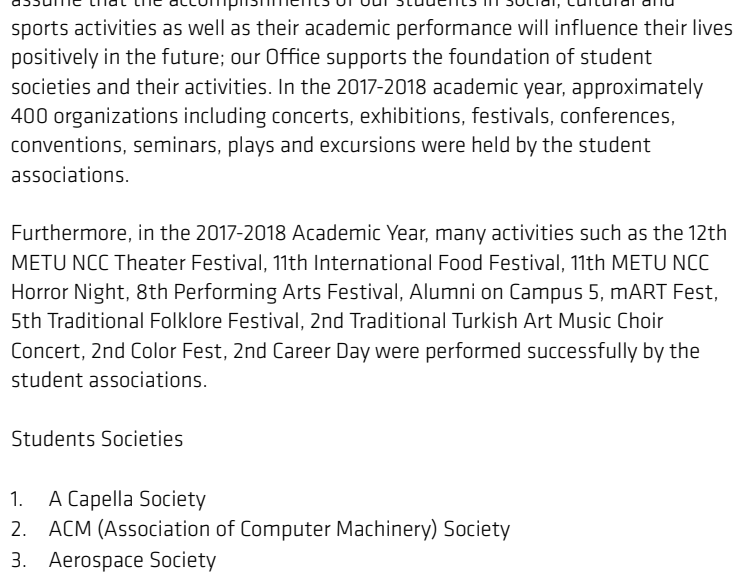 assume that the accomplishments of our students in social, cultural and
sports activities as well as their academic performance will influence their lives
positively in the future; our Office supports the foundation of student
societies and their activities. In the 2017-2018 academic year, approximately
400 organizations including concerts, exhibitions, festivals, conferences,
conventions, seminars, plays and excursions were held by the student
associations.
Furthermore, in the 2017-2018 Academic Year, many activities such as the 12th
METU NCC Theater Festival, 11th International Food Festival, 11th METU NCC
Horror Night, 8th Performing Arts Festival, Alumni on Campus 5, mART Fest,
5th Traditional Folklore Festival, 2nd Traditional Turkish Art Music Choir
Concert, 2nd Color Fest, 2nd Career Day were performed successfully by the
student associations.
Students Societies
1. A Capella Society
2. ACM (Association of Computer Machinery) Society
3. Aerospace Society